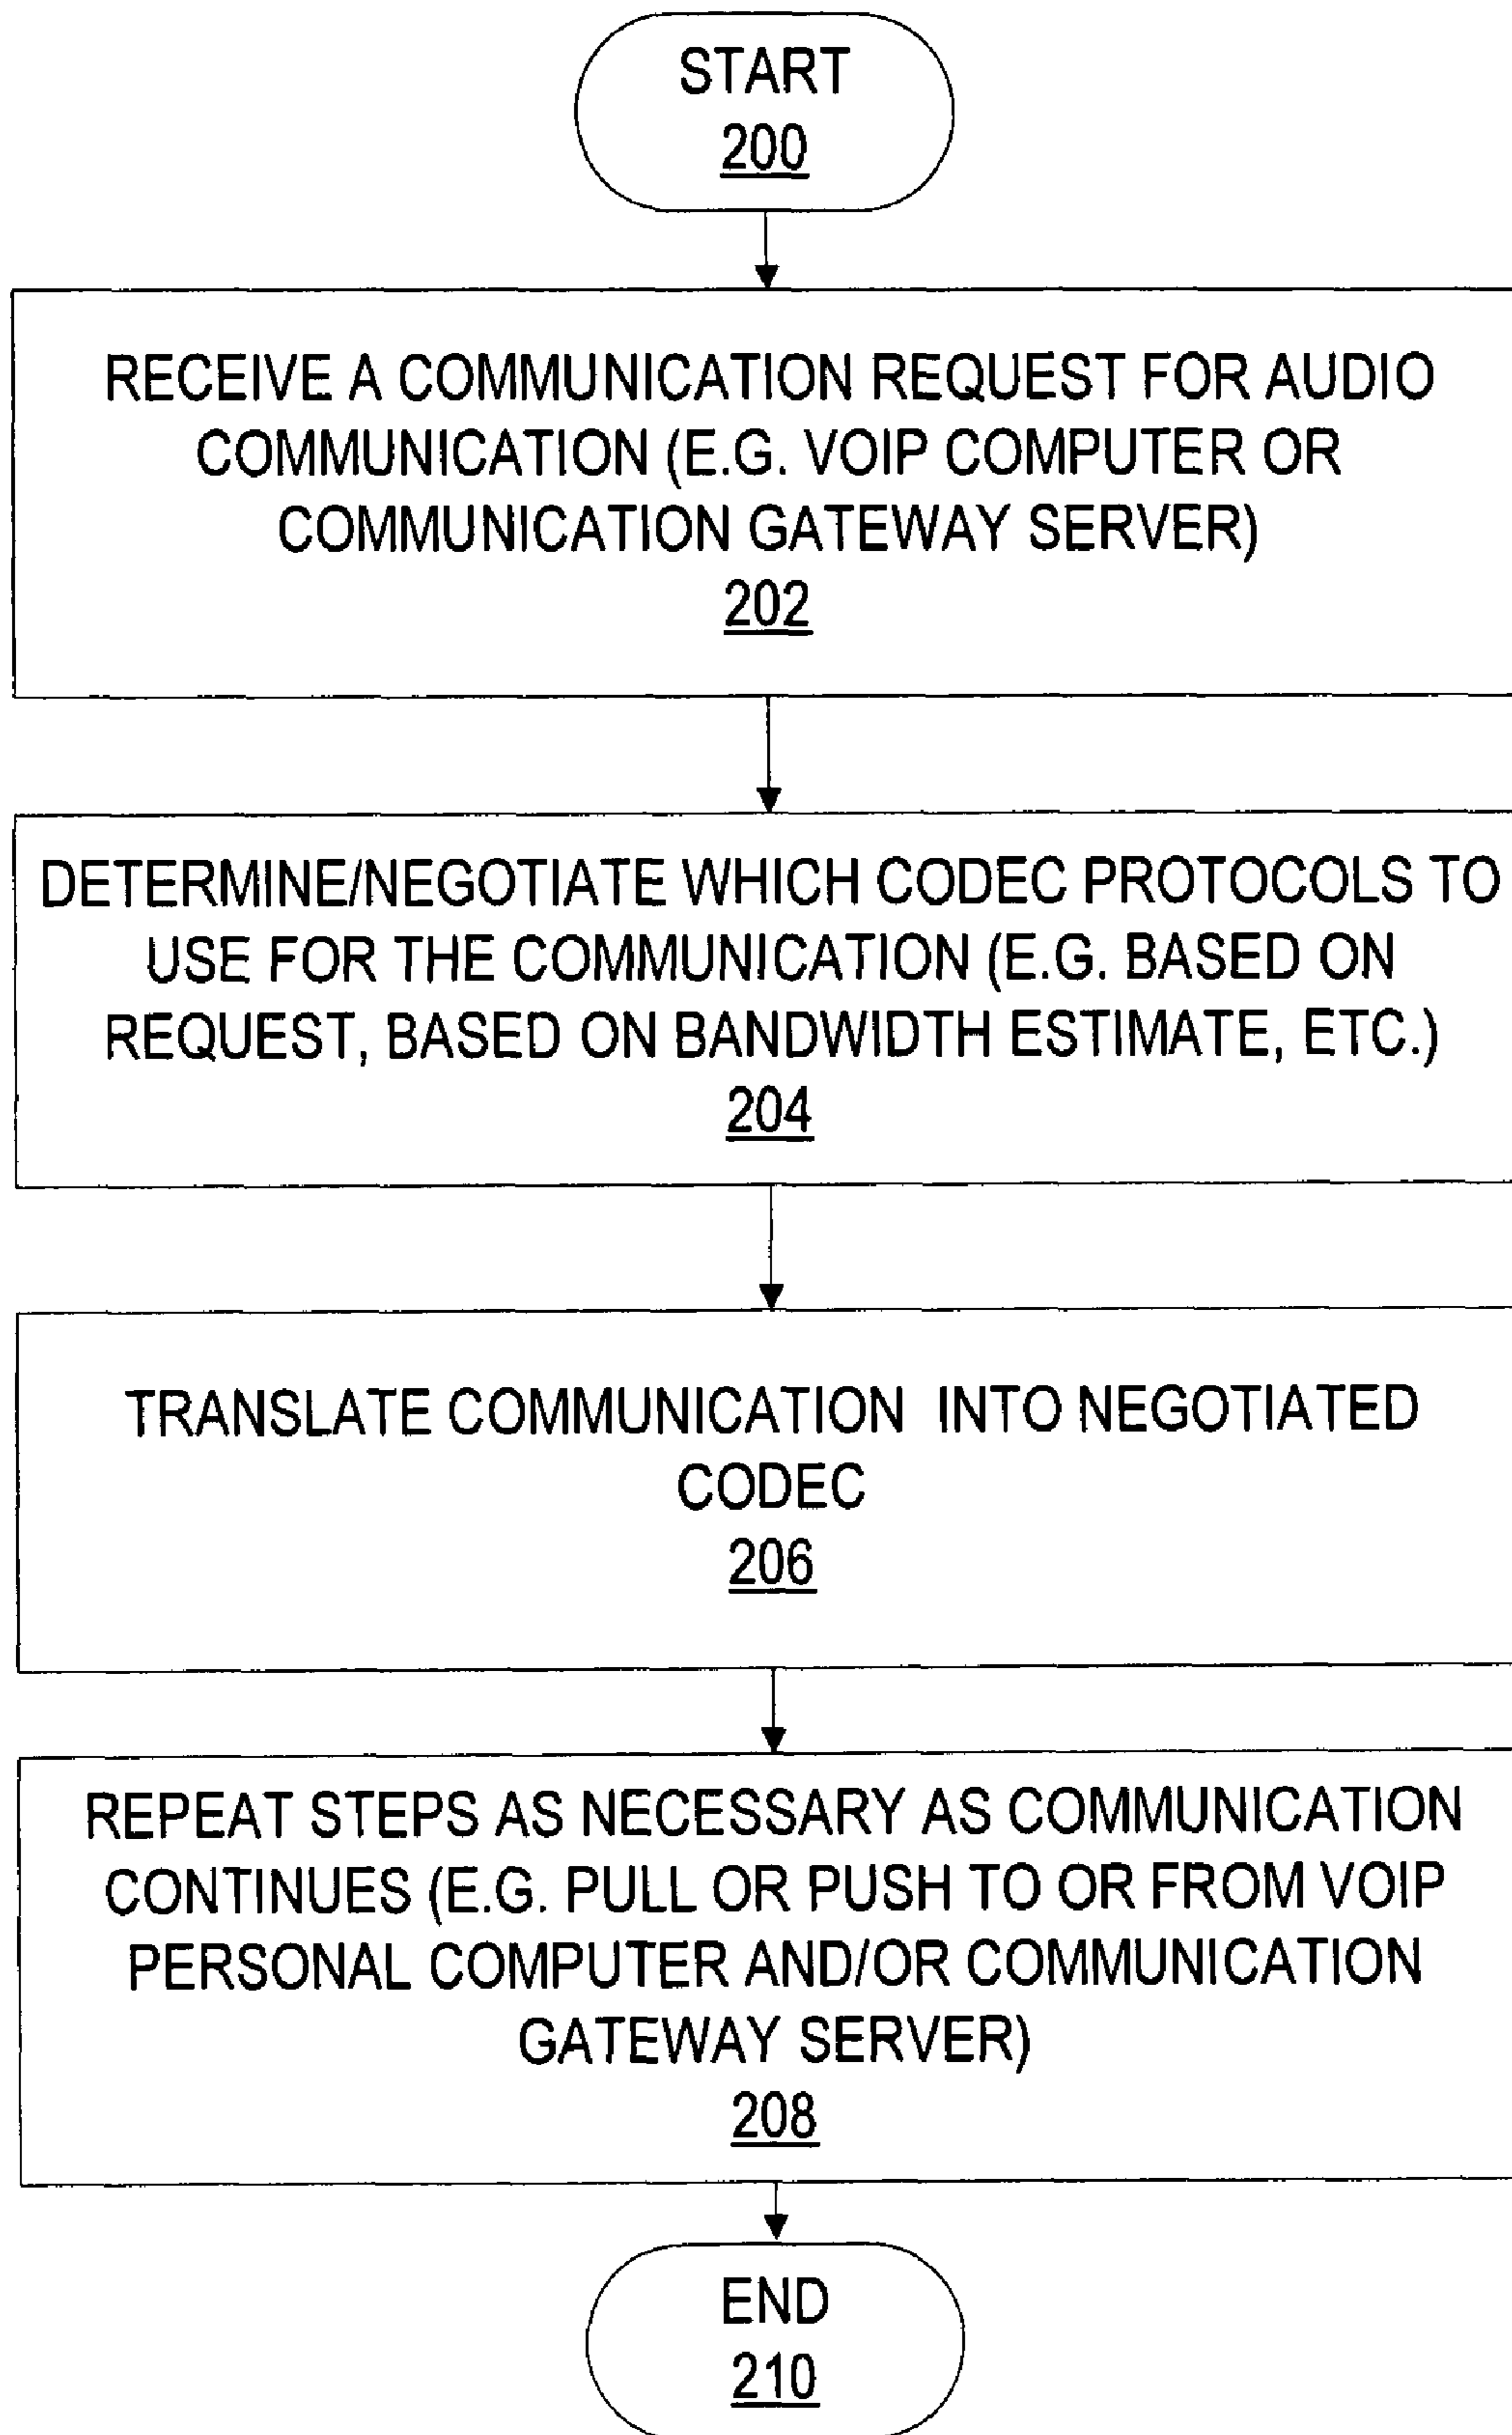 START
200
RECEIVE A COMMUNICATION REQUEST FOR AUDIO
COMMUNICATION (E.G. VOIP COMPUTER OR
COMMUNICATION GATEWAY SERVER)
202
DETERMINE/NEGOTIATE WHICH CODEC PROTOCOLS TO
USE FOR THE COMMUNICATION (E.G. BASED ON
REQUEST, BASED ON BANDWIDTH ESTIMATE, ETC.)
204
TRANSLATE COMMUNICATION INTO NEGOTIATED
CODEC
206
REPEAT STEPS AS NECESSARY AS COMMUNICATION
CONTINUES (E.G. PULL OR PUSH TO OR FROM VOIP
PERSONAL COMPUTER AND/OR COMMUNICATION
GATEWAY SERVER)
208
END
210